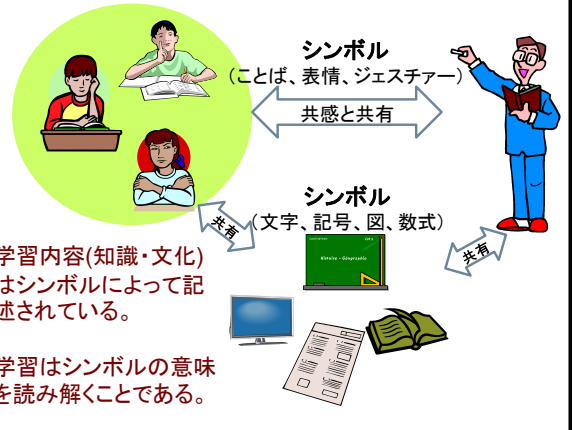 シンボル
(ことば、表情、ジェスチャー)
共感と共有
シンボル
(文字、記号、図、数式)
共有
共有
Histoire - Géographie
学習内容(知識・文化)
はシンボルによって記
述されている。
学習はシンボルの意味
を読み解くことである。